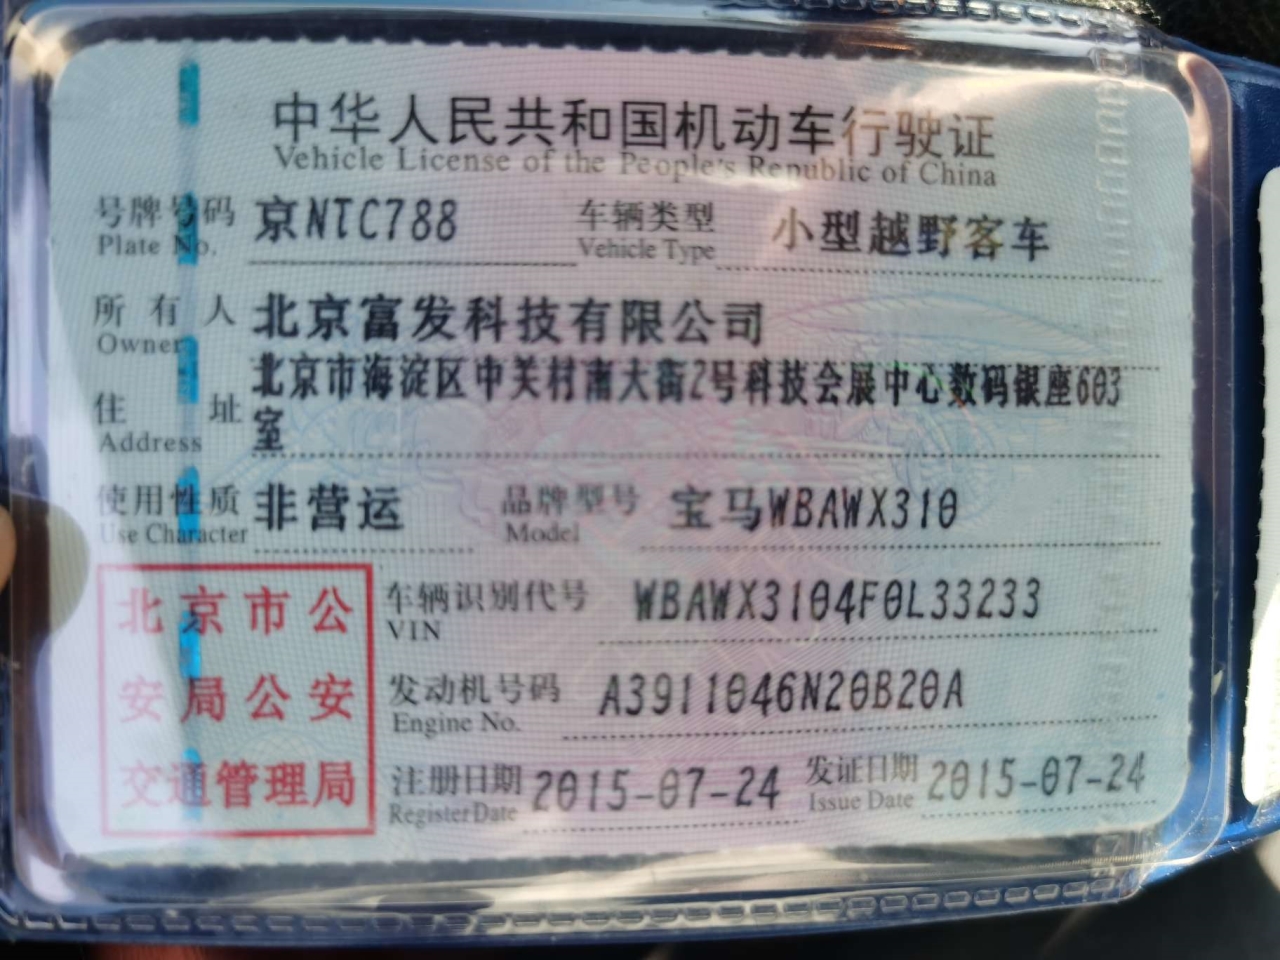 中华人民共和国机动车行驶证
Vehicle License of the People's Republic of China
号牌号码 京NTC788 车辆类型 小型越野客车
Plate No. Vehicle Type
所有人 北京富发科技有限公司
Owner
住址 北京市海淀区中关村南大街2号科技会展中心数码银座603
Address 室
使用性质 非营运 品牌型号 宝马WBAWX310
Use Character Model
北京市公
安局公安
交通管理局
车辆识别代号 WBAWX3104F0L33233
VIN
发动机号码 A3911046N20B20A
Engine No.
注册日期 2015-07-24 发证日期 2015-07-24
Register Date Issue Date